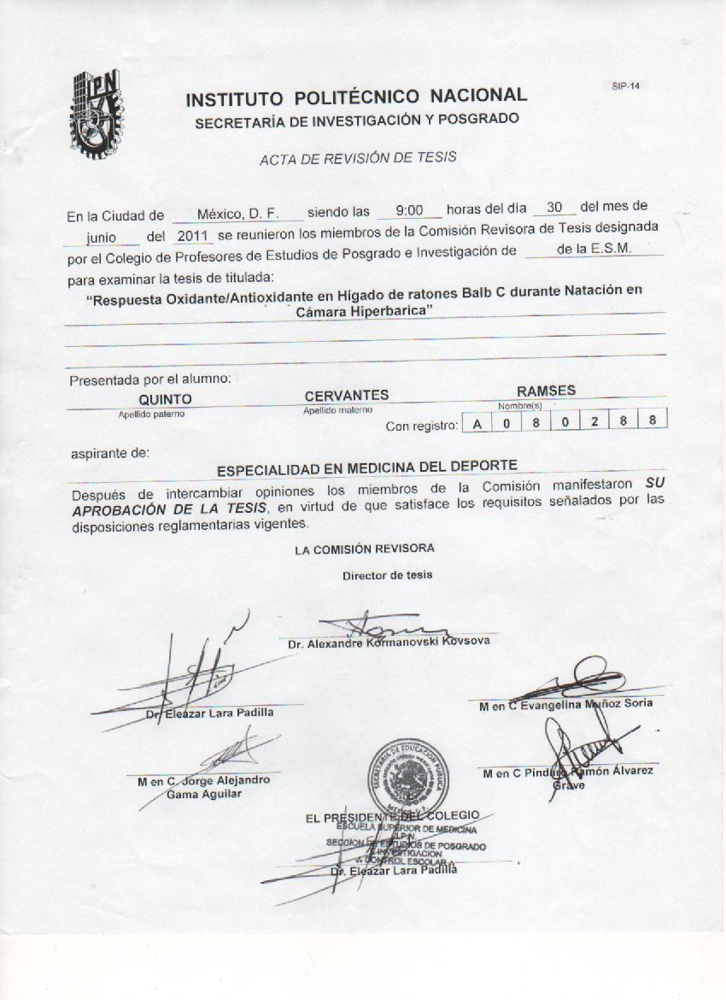 IPN
SIP-14
INSTITUTO POLITÉCNICO NACIONAL
SECRETARÍA DE INVESTIGACIÓN Y POSGRADO
ACTA DE REVISIÓN DE TESIS
En la Ciudad de México, D. F. siendo las 9:00 horas del día 30 del mes de
junio del 2011 se reunieron los miembros de la Comisión Revisora de Tesis designada
por el Colegio de Profesores de Estudios de Posgrado e Investigación de de la E.S.M.
para examinar la tesis de titulada:
“Respuesta Oxidante/Antioxidante en Hígado de ratones Balb C durante Natación en
Cámara Hiperbarica”
Presentada por el alumno:
QUINTO CERVANTES RAMSES
Apellido paterno Apellido materno Nombre(s)
Con registro: A 0 8 0 2 8 8
aspirante de:
ESPECIALIDAD EN MEDICINA DEL DEPORTE
Después de intercambiar opiniones los miembros de la Comisión manifestaron SU
APROBACIÓN DE LA TESIS, en virtud de que satisface los requisitos señalados por las
disposiciones reglamentarias vigentes.
LA COMISIÓN REVISORA
Director de tesis
Dr. Alexandre Kormanovski Kovsova
Dr. Eleazar Lara Padilla
M en C Evangelina Muñoz Soria
M en C. Jorge Alejandro
Gama Aguilar
M en C Píndaro Ramón Álvarez
Grave
SECRETARIA DE EDUCACION PUBLICA
ESTADOS UNIDOS MEXICANOS
MEXICO, D. F.
EL PRESIDENTE DEL COLEGIO
ESCUELA SUPERIOR DE MEDICINA
I.P.N.
SECCION DE ESTUDIOS DE POSGRADO
E INVESTIGACION
CONTROL ESCOLAR
Dr. Eleazar Lara Padilla